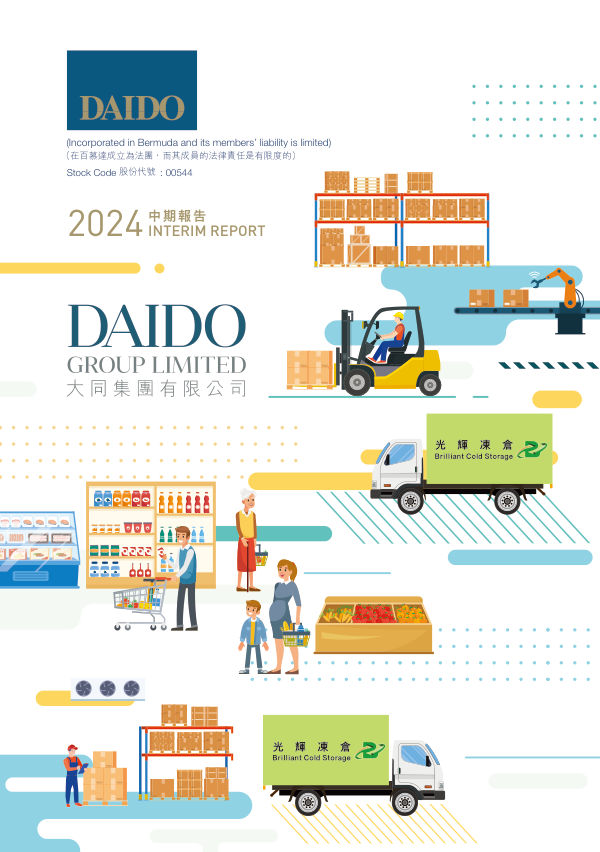 DAIDO
(Incorporated in Bermuda and its members' liability is limited)
(在百慕達成立為法團，而其成員的法律責任是有限度的)
Stock Code 股份代號：00544
2024 中期報告
INTERIM REPORT
DAIDO
GROUP LIMITED
大同集團有限公司
光輝凍倉
Brilliant Cold Storage
光輝凍倉
Brilliant Cold Storage